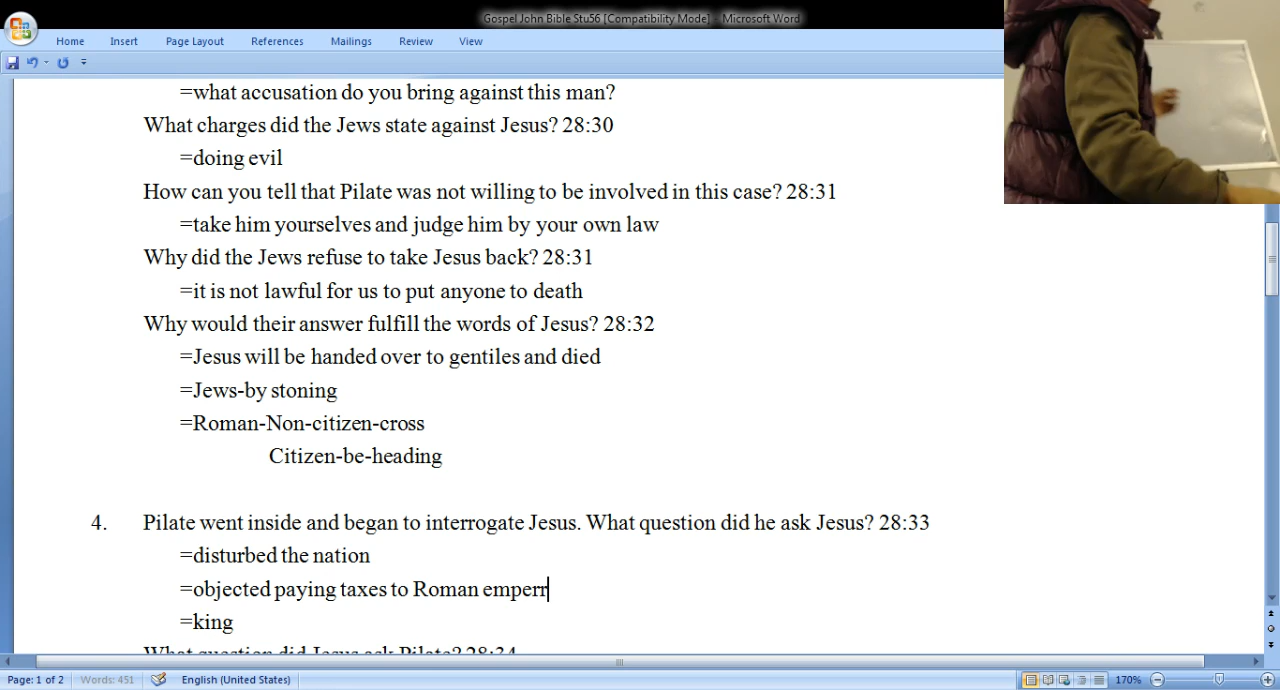 Gospel John Bible Stu56 [Compatibility Mode] - Microsoft Word
Home Insert Page Layout References Mailings Review View
=what accusation do you bring against this man?
What charges did the Jews state against Jesus? 28:30
=doing evil
How can you tell that Pilate was not willing to be involved in this case? 28:31
=take him yourselves and judge him by your own law
Why did the Jews refuse to take Jesus back? 28:31
=it is not lawful for us to put anyone to death
Why would their answer fulfill the words of Jesus? 28:32
=Jesus will be handed over to gentiles and died
=Jews-by stoning
=Roman-Non-citizen-cross
Citizen-be-heading
4. Pilate went inside and began to interrogate Jesus. What question did he ask Jesus? 28:33
=disturbed the nation
=objected paying taxes to Roman emperr
=king
What question did Jesus ask Pilate? 28:34
Page: 1 of 2 Words: 451 English (United States) 170%